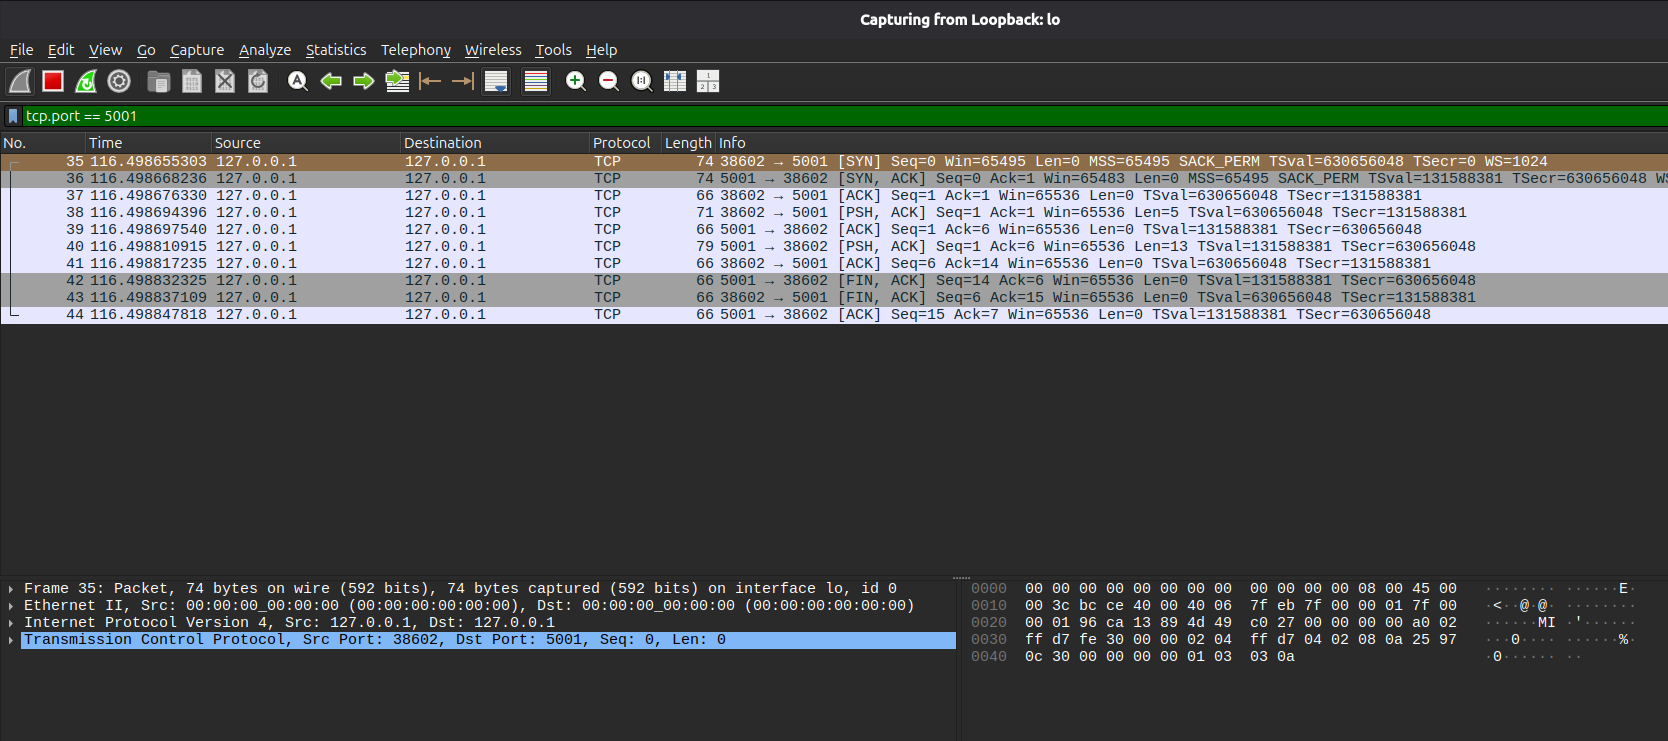 Capturing from Loopback: lo
File Edit View Go Capture Analyze Statistics Telephony Wireless Tools Help
tcp.port == 5001
No. Time Source Destination Protocol Length Info
35 116.498655303 127.0.0.1 127.0.0.1 TCP 74 38602 → 5001 [SYN] Seq=0 Win=65495 Len=0 MSS=65495 SACK_PERM TSval=630656048 TSecr=0 WS=1024
36 116.498668236 127.0.0.1 127.0.0.1 TCP 74 5001 → 38602 [SYN, ACK] Seq=0 Ack=1 Win=65483 Len=0 MSS=65495 SACK_PERM TSval=131588381 TSecr=630656048 WS
37 116.498676330 127.0.0.1 127.0.0.1 TCP 66 38602 → 5001 [ACK] Seq=1 Ack=1 Win=65536 Len=0 TSval=630656048 TSecr=131588381
38 116.498694396 127.0.0.1 127.0.0.1 TCP 71 38602 → 5001 [PSH, ACK] Seq=1 Ack=1 Win=65536 Len=5 TSval=630656048 TSecr=131588381
39 116.498697540 127.0.0.1 127.0.0.1 TCP 66 5001 → 38602 [ACK] Seq=1 Ack=6 Win=65536 Len=0 TSval=131588381 TSecr=630656048
40 116.498810915 127.0.0.1 127.0.0.1 TCP 79 5001 → 38602 [PSH, ACK] Seq=1 Ack=6 Win=65536 Len=13 TSval=131588381 TSecr=630656048
41 116.498817235 127.0.0.1 127.0.0.1 TCP 66 38602 → 5001 [ACK] Seq=6 Ack=14 Win=65536 Len=0 TSval=630656048 TSecr=131588381
42 116.498832325 127.0.0.1 127.0.0.1 TCP 66 5001 → 38602 [FIN, ACK] Seq=14 Ack=6 Win=65536 Len=0 TSval=131588381 TSecr=630656048
43 116.498837109 127.0.0.1 127.0.0.1 TCP 66 38602 → 5001 [FIN, ACK] Seq=6 Ack=15 Win=65536 Len=0 TSval=630656048 TSecr=131588381
44 116.498847818 127.0.0.1 127.0.0.1 TCP 66 5001 → 38602 [ACK] Seq=15 Ack=7 Win=65536 Len=0 TSval=131588381 TSecr=630656048
Frame 35: Packet, 74 bytes on wire (592 bits), 74 bytes captured (592 bits) on interface lo, id 0
Ethernet II, Src: 00:00:00_00:00:00 (00:00:00:00:00:00), Dst: 00:00:00_00:00:00 (00:00:00:00:00:00)
Internet Protocol Version 4, Src: 127.0.0.1, Dst: 127.0.0.1
Transmission Control Protocol, Src Port: 38602, Dst Port: 5001, Seq: 0, Len: 0
0000 00 00 00 00 00 00 00 00 00 00 00 00 08 00 45 00 ········ ······E·
0010 00 3c bc ce 40 00 40 06 7f eb 7f 00 00 01 7f 00 ·<··@·@· ········
0020 00 01 96 ca 13 89 4d 49 c0 27 00 00 00 00 a0 02 ······MI ·'······
0030 ff d7 fe 30 00 00 02 04 ff d7 04 02 08 0a 25 97 ···0···· ······%·
0040 0c 30 00 00 00 00 01 03 03 0a ·0······ ··